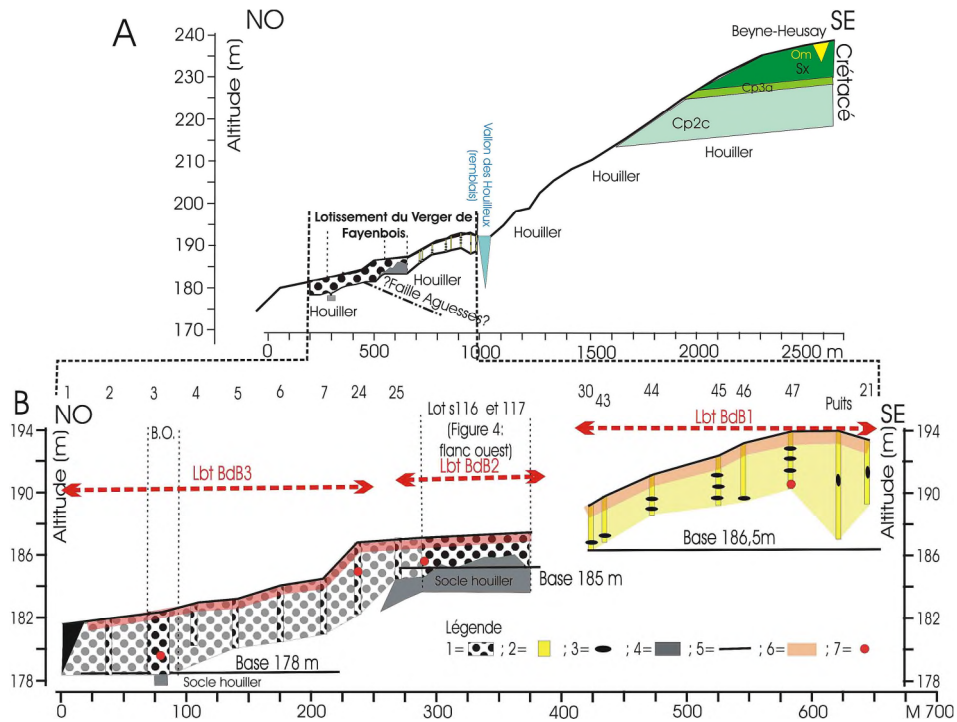 A
NO
SE
Altitude (m)
240
230
220
210
200
190
180
170
0
500
1000
1500
2000
2500 m
Beyne-Heusay
Om
Sx
Cp3a
Cp2c
Crétacé
Houiller
Houiller
Houiller
Vallon des Houilleux
(remblais)
Lotissement du Verger de
Fayenbois.
Houiller
?Faille Aguesses?
Houiller
B
NO
SE
1 2 3 4 5 6 7 24 25
30 43 44 45 46 47 Puits 21
B.O.
Lot s116 et 117
(Figure 4:
flanc ouest)
Lbt BdB3
Lbt BdB2
Lbt BdB1
Altitude (m)
194
190
186
182
178
Altitude (m)
194
190
186
182
178
Base 186,5m
Base 185 m
Socle houiller
Base 178 m
Socle houiller
Légende
1= ; 2= ; 3= ; 4= ; 5= ; 6= ; 7=
0 100 200 300 400 500 600 M 700